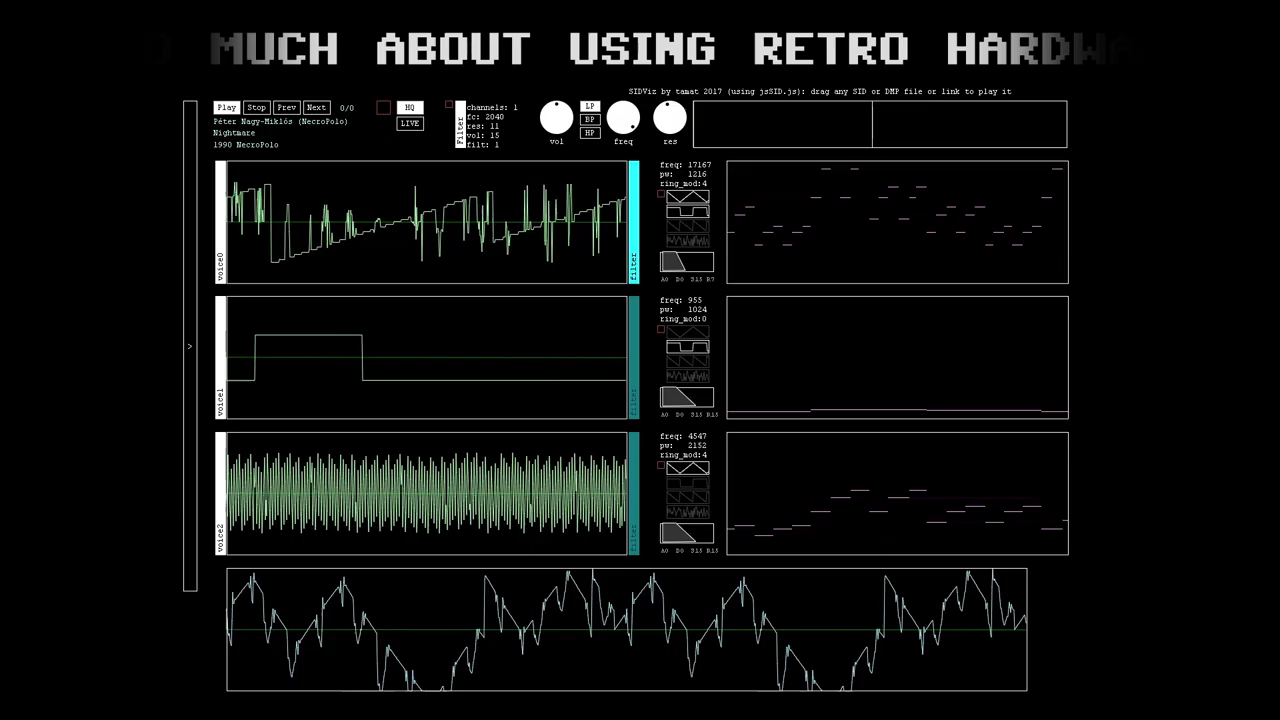 MUCH ABOUT USING RETRO HARDW
SIDViz by tamat 2017 (using jsSID.js): drag any SID or DMP file or link to play it
Play Stop Prev Next 0/0 HQ
LIVE
Péter Nagy-Miklós (NecroPolo)
Nightmare
1990 NecroPolo
Filter
channels: 1
fc: 2040
res: 11
vol: 15
filt: 1
vol
LP
BP
HP
freq
res
voice0
filter
freq: 17167
pw: 1216
ring_mod:4
A0 D0 S15 R7
voice1
filter
freq: 955
pw: 1024
ring_mod:0
A0 D0 S15 R15
voice2
filter
freq: 4547
pw: 2152
ring_mod:4
A0 D0 S15 R15
>